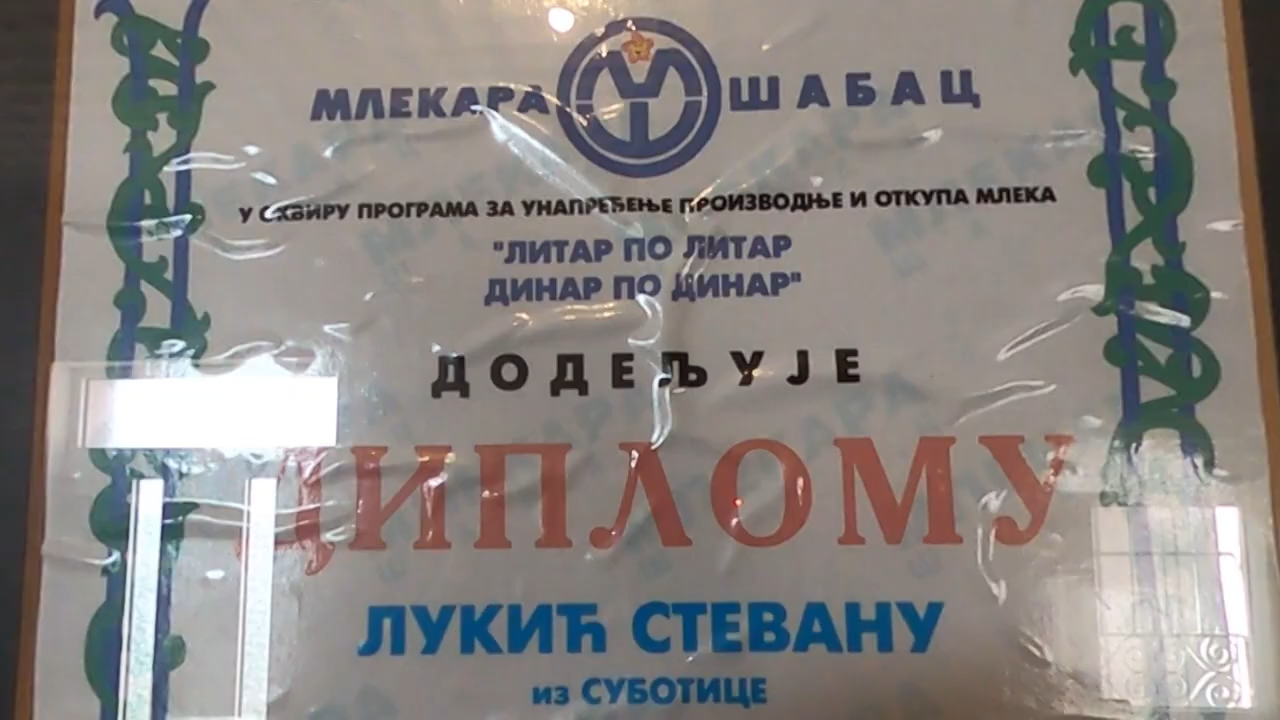 МЛЕКАРА ШАБАЦ
У ОКВИРУ ПРОГРАМА ЗА УНАПРЕЂЕЊЕ ПРОИЗВОДЊЕ И ОТКУПА МЛЕКА
"ЛИТАР ПО ЛИТАР
ДИНАР ПО ДИНАР"
ДОДЕЉУЈЕ
ДИПЛОМУ
ЛУКИЋ СТЕВАНУ
из СУБОТИЦЕ